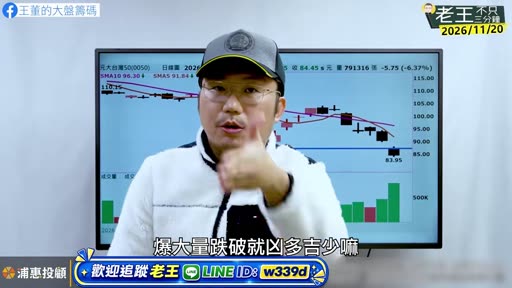 王董的大盤籌碼
老王 不只
三分鐘
2026/11/20
元大台灣50(0050) 日線圖
收 84.45 量 791316 張 -5.75 (-6.37%)
SMA10 96.30
SMA5 91.84
110.15
115.00
110.00
105.00
100.00
95.00
90.00
85.00
83.95
成交量
500K
爆大量跌破就凶多吉少嘛
浦惠投顧
歡迎追蹤 老王 LINE ID: w339d